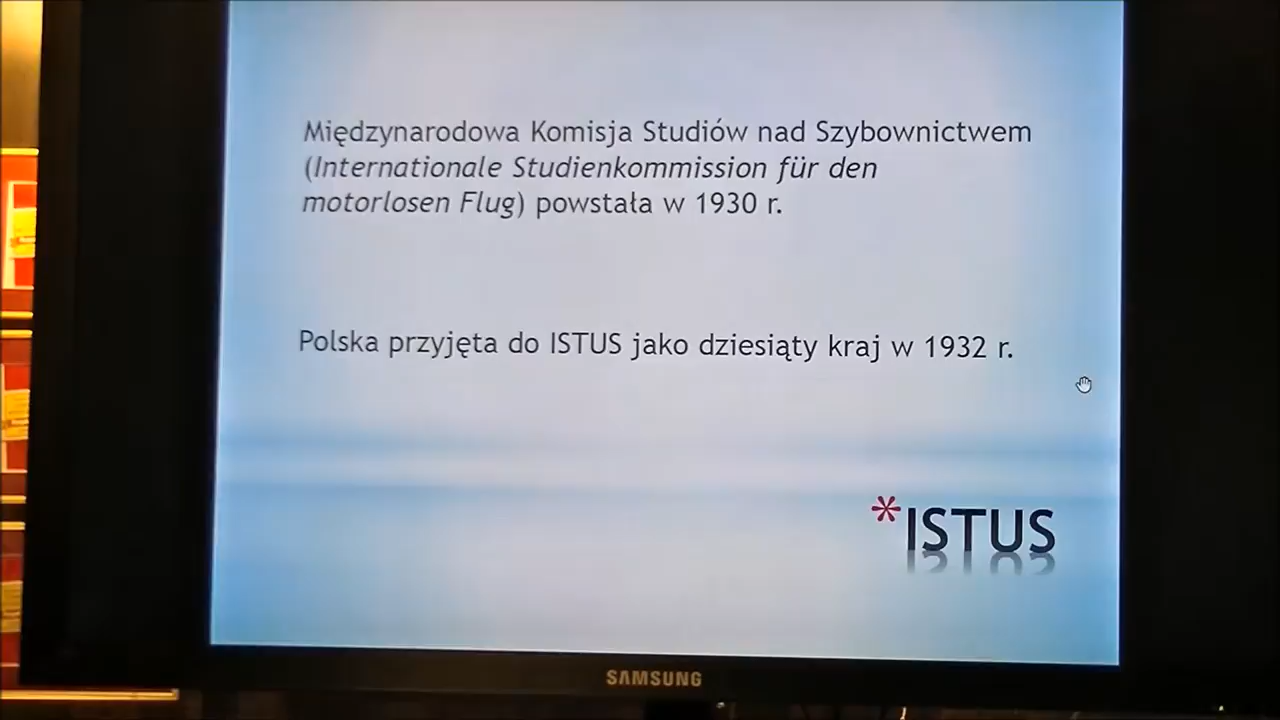 Międzynarodowa Komisja Studiów nad Szybownictwem
(Internationale Studienkommission für den
motorlosen Flug) powstała w 1930 r.
Polska przyjęta do ISTUS jako dziesiąty kraj w 1932 r.
*ISTUS
SAMSUNG